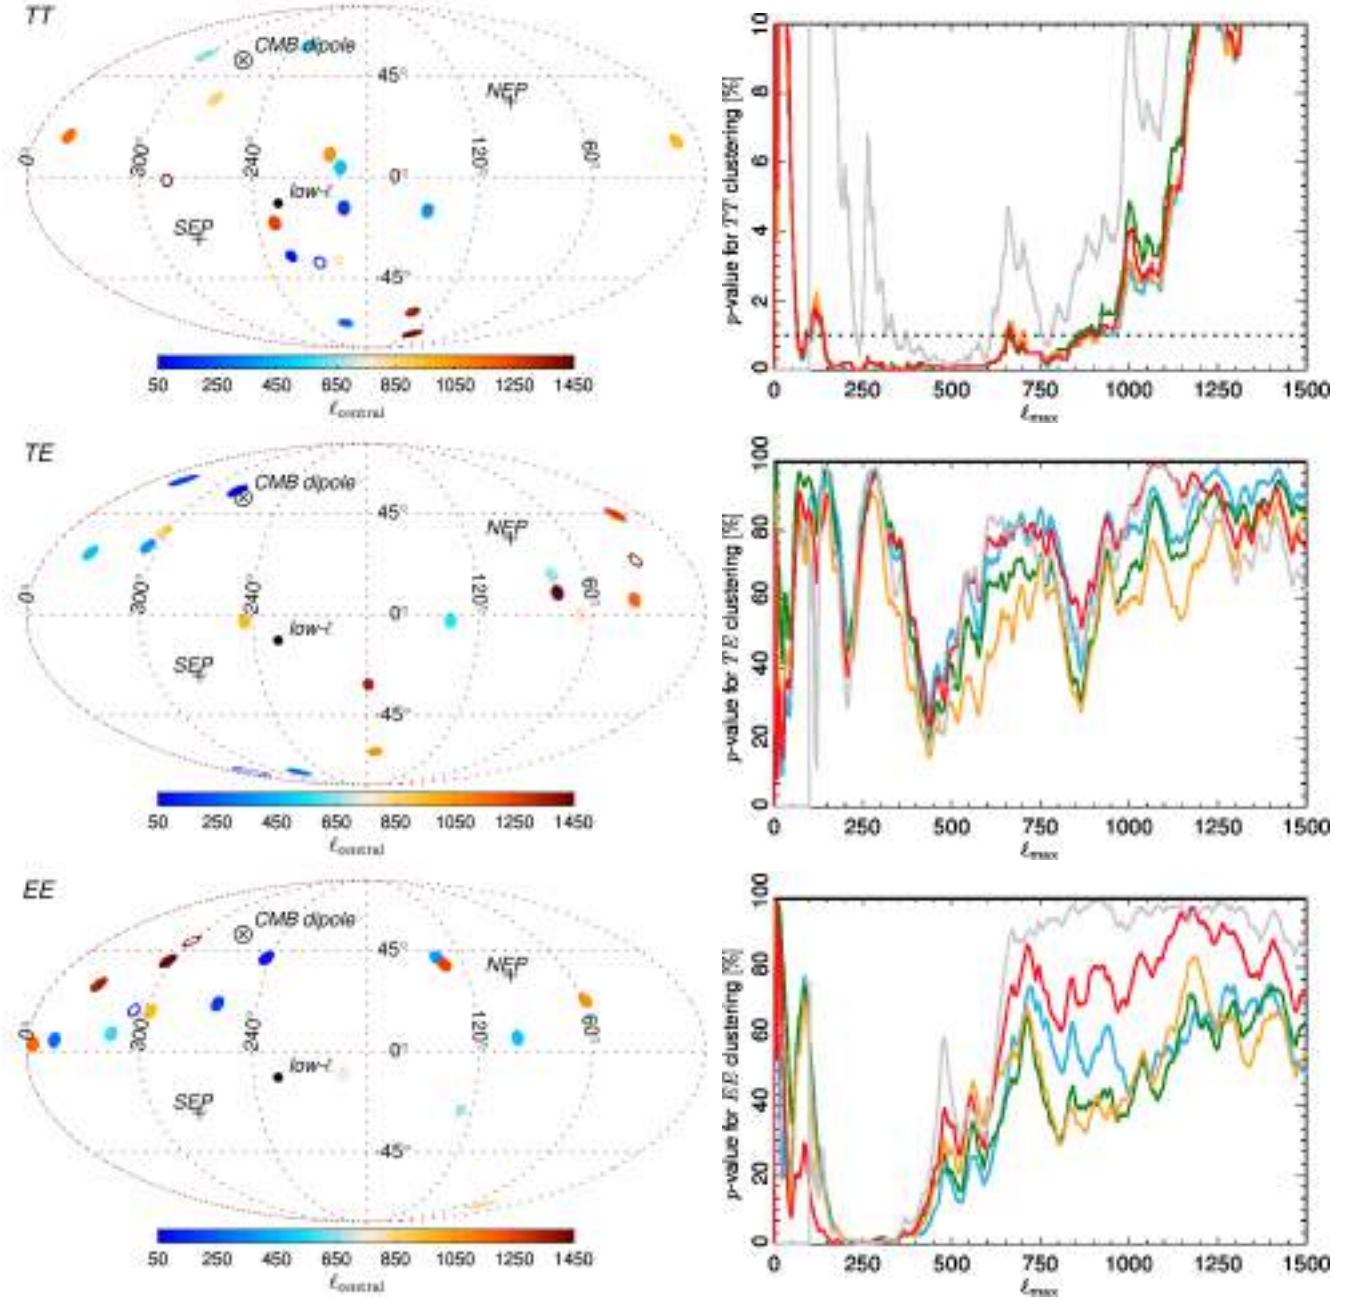 TT
CMB dipole
45°
NEP
0°
300°
240°
0°
120°
60°
low-ℓ
SEP
-45°
50 250 450 650 850 1050 1250 1450
ℓcentral
p-value for TT clustering [%]
10
8
6
4
2
0
0 250 500 750 1000 1250 1500
ℓmax
TE
CMB dipole
45°
NEP
0°
300°
240°
0°
120°
60°
low-ℓ
SEP
-45°
50 250 450 650 850 1050 1250 1450
ℓcentral
p-value for TE clustering [%]
100
80
60
40
20
0
0 250 500 750 1000 1250 1500
ℓmax
EE
CMB dipole
45°
NEP
0°
300°
240°
0°
120°
60°
low-ℓ
SEP
-45°
50 250 450 650 850 1050 1250 1450
ℓcentral
p-value for EE clustering [%]
100
80
60
40
20
0
0 250 500 750 1000 1250 1500
ℓmax